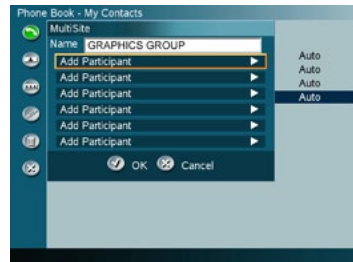 Phone Book - My Contacts
MultiSite
Name GRAPHICS GROUP
Add Participant
Add Participant
Add Participant
Add Participant
Add Participant
Add Participant
OK Cancel
Auto
Auto
Auto
Auto